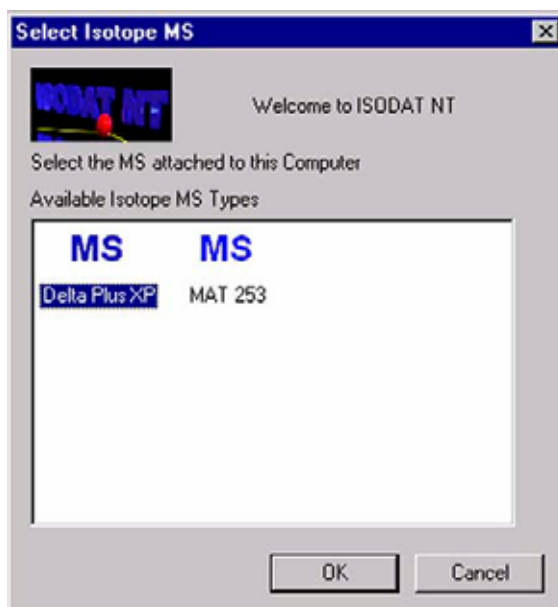 Select Isotope MS
ISODAT NT
Welcome to ISODAT NT
Select the MS attached to this Computer
Available Isotope MS Types
MS MS
Delta Plus XP MAT 253
OK Cancel